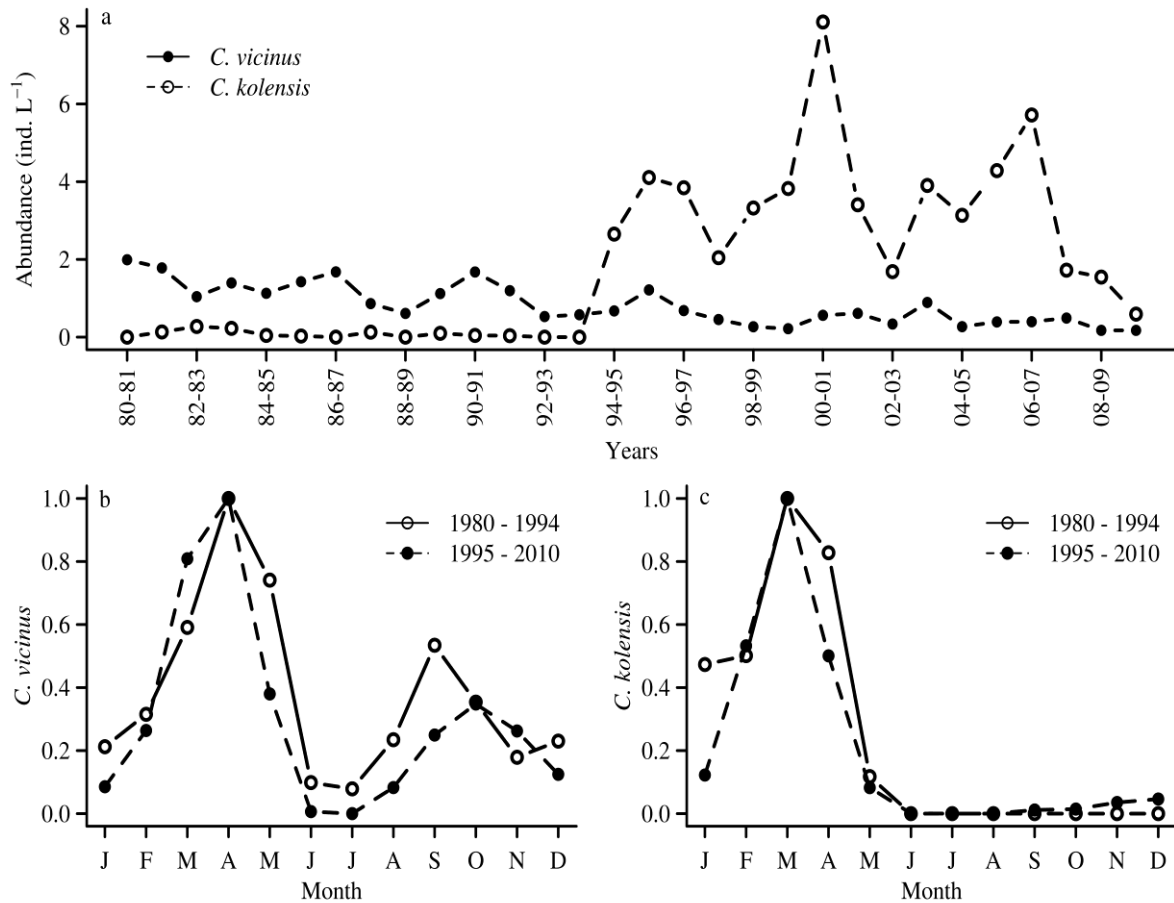 a
C. vicinus
C. kolensis
Abundance (ind. L⁻¹)
8
6
4
2
0
80-81
82-83
84-85
86-87
88-89
90-91
92-93
94-95
96-97
98-99
00-01
02-03
04-05
06-07
08-09
Years
b
1980 - 1994
1995 - 2010
C. vicinus
1.0
0.8
0.6
0.4
0.2
0.0
J F M A M J J A S O N D
Month
c
1980 - 1994
1995 - 2010
C. kolensis
1.0
0.8
0.6
0.4
0.2
0.0
J F M A M J J A S O N D
Month